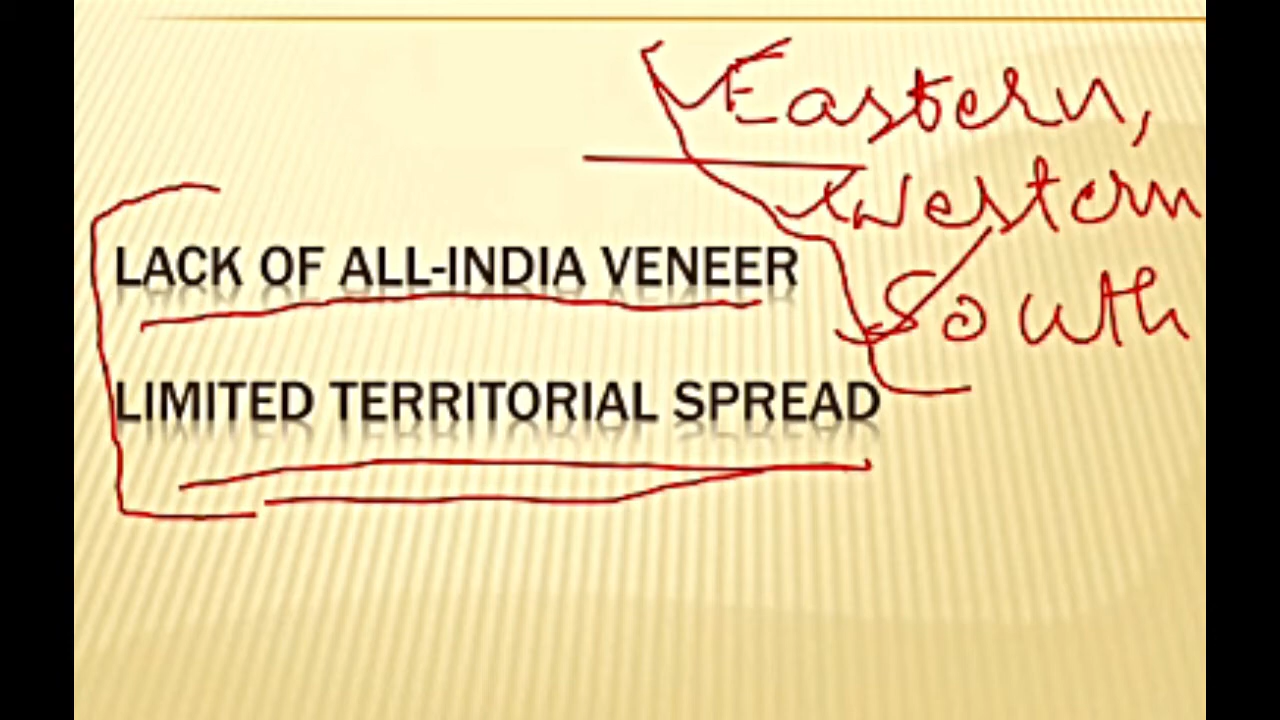 Eastern,
Western
LACK OF ALL-INDIA VENEER
South
LIMITED TERRITORIAL SPREAD